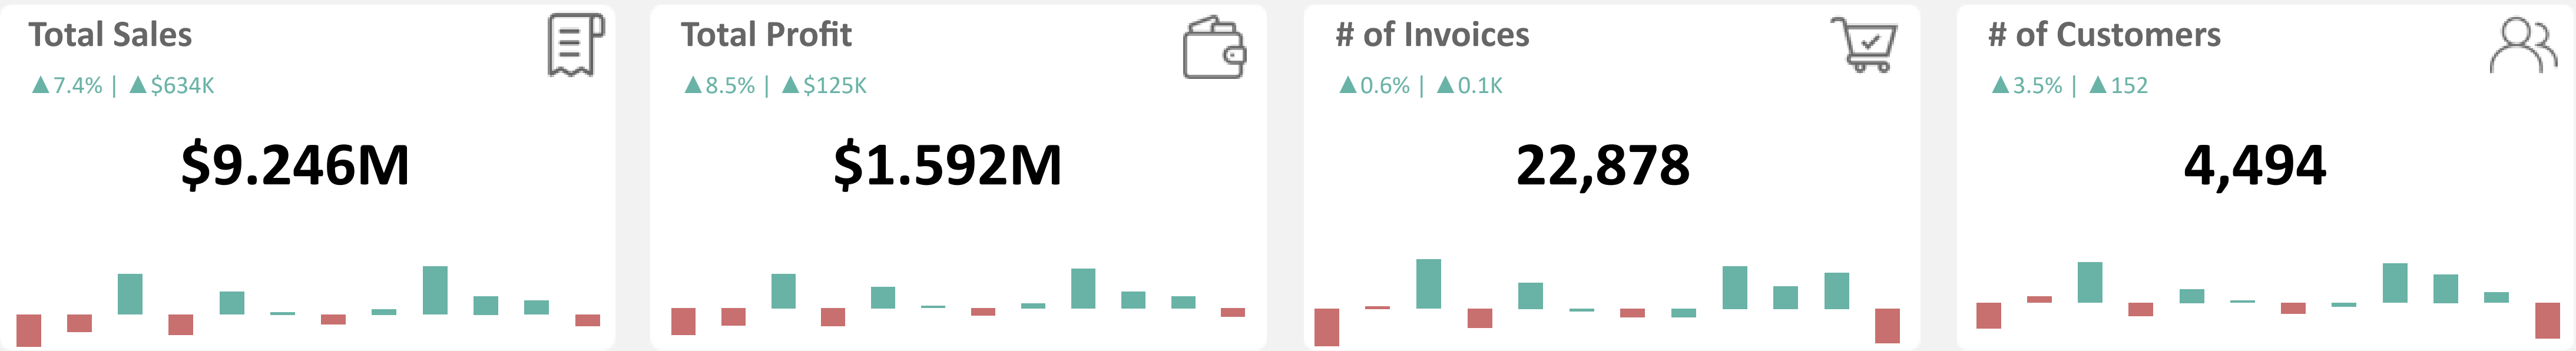 Total Sales
▲7.4% | ▲$634K
$9.246M
Total Profit
▲8.5% | ▲$125K
$1.592M
# of Invoices
▲0.6% | ▲0.1K
22,878
# of Customers
▲3.5% | ▲152
4,494